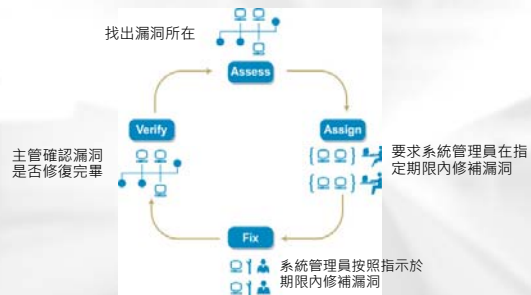 找出漏洞所在
Assess
Verify
Assign
主管確認漏洞
是否修復完畢
要求系統管理員在指
定期限內修補漏洞
Fix
系統管理員按照指示於
期限內修補漏洞